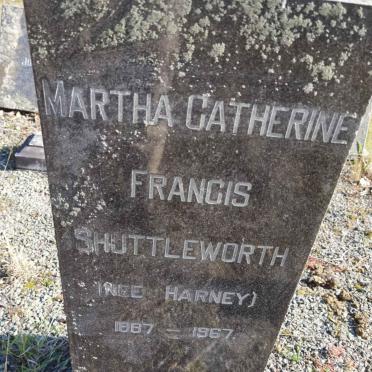 MARTHA CATHERINE
FRANCIS
SHUTTLEWORTH
(NEE HARNEY)
1887 – 1967